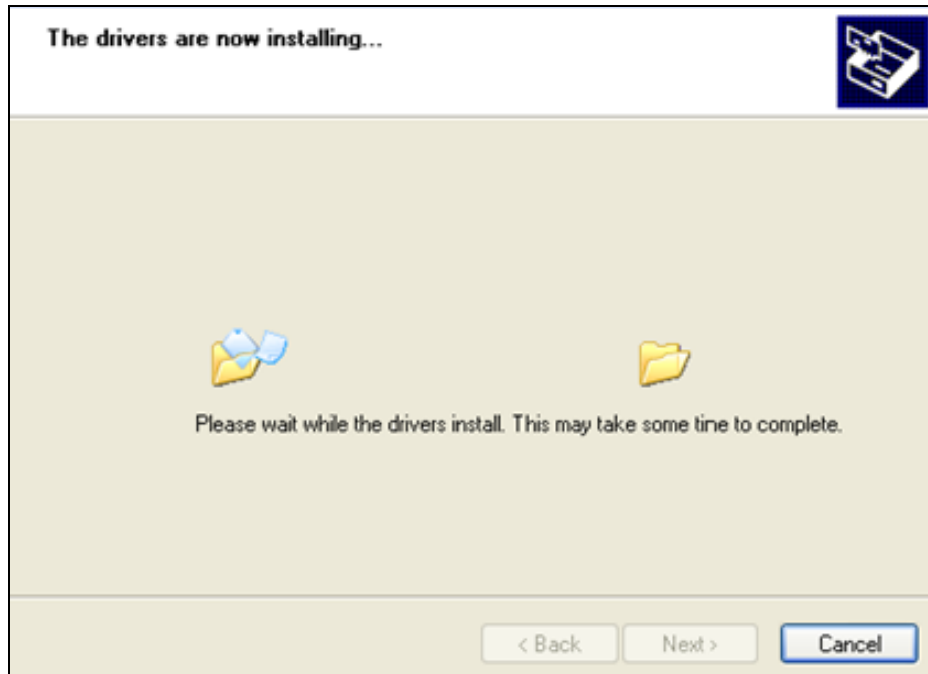 The drivers are now installing...
Please wait while the drivers install. This may take some time to complete.
< Back
Next >
Cancel